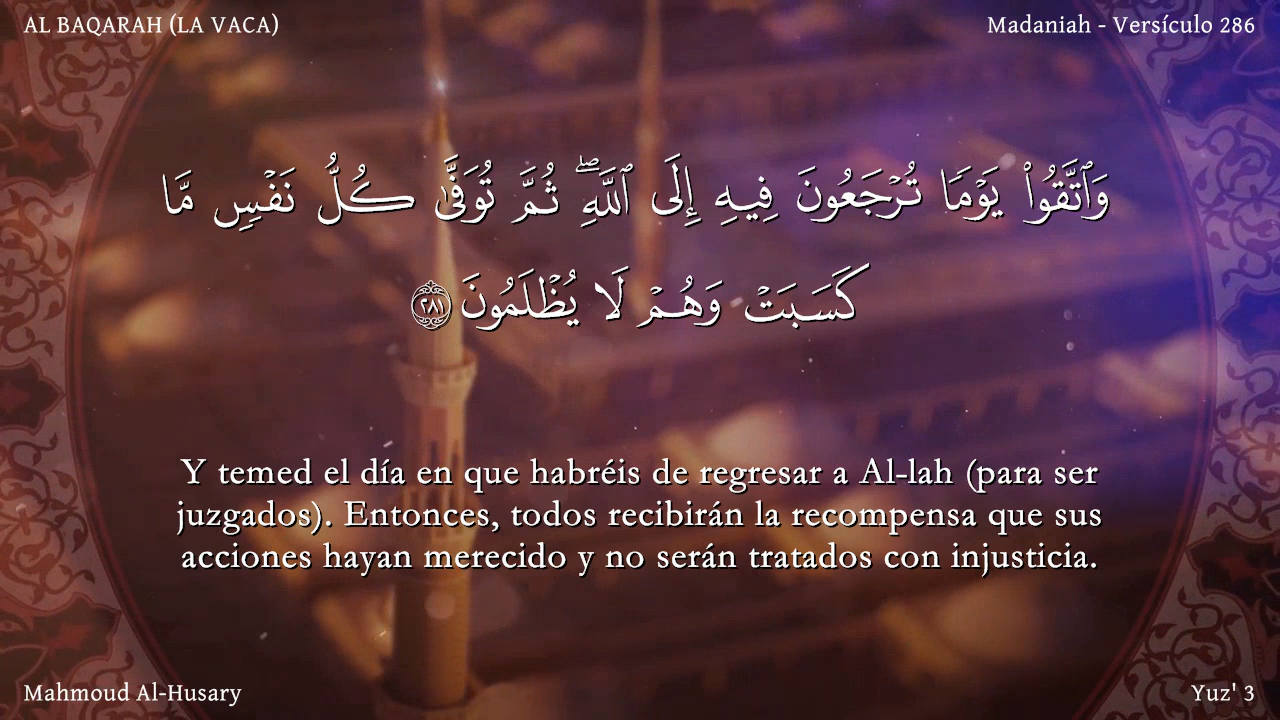 AL BAQARAH (LA VACA)
Madaniah - Versículo 286
وَٱتَّقُوا۟ يَوْمًا تُرْجَعُونَ فِيهِ إِلَى ٱللَّهِ ۖ ثُمَّ تُوَفَّىٰ كُلُّ نَفْسٍ مَّا
كَسَبَتْ وَهُمْ لَا يُظْلَمُونَ ٢٨١
Y temed el día en que habréis de regresar a Al-lah (para ser
juzgados). Entonces, todos recibirán la recompensa que sus
acciones hayan merecido y no serán tratados con injusticia.
Mahmoud Al-Husary
Yuz' 3